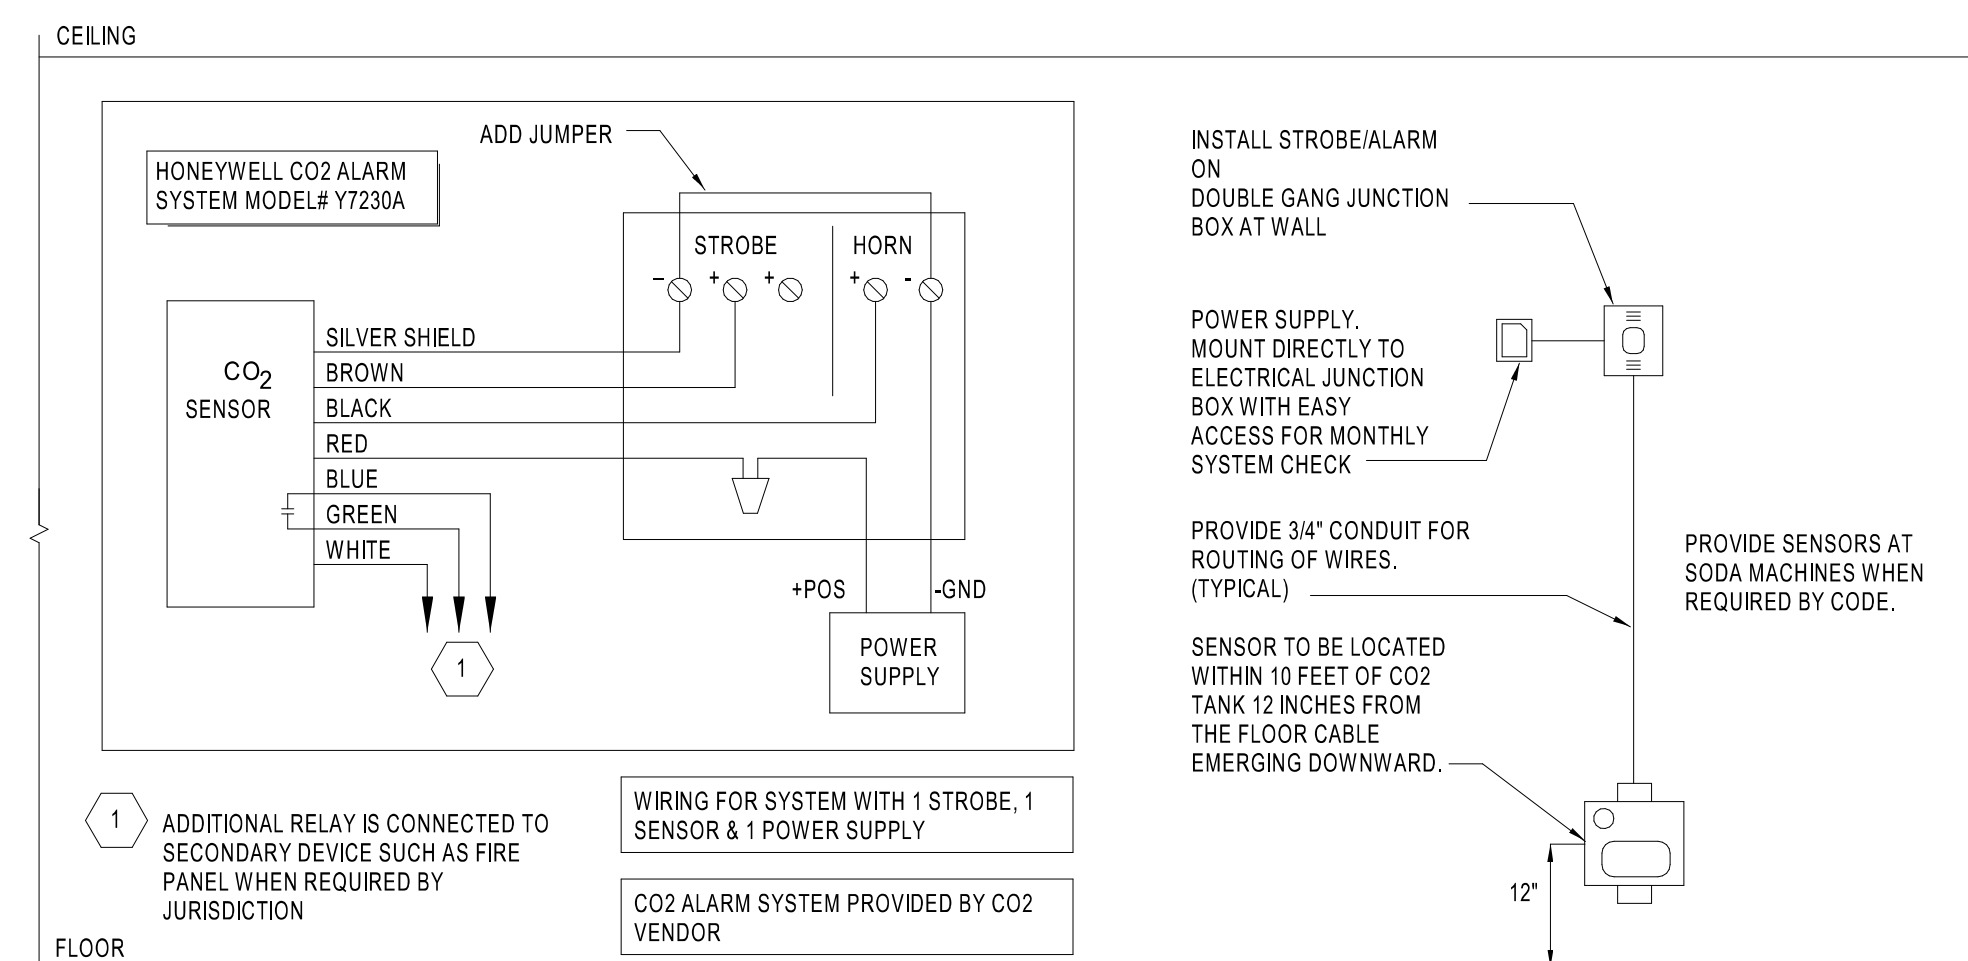 CEILING
ADD JUMPER
HONEYWELL CO2 ALARM
SYSTEM MODEL# Y7230A
STROBE
HORN
– + + + -
CO2
SENSOR
SILVER SHIELD
BROWN
BLACK
RED
BLUE
GREEN
WHITE
1
+POS
-GND
POWER
SUPPLY
1
ADDITIONAL RELAY IS CONNECTED TO
SECONDARY DEVICE SUCH AS FIRE
PANEL WHEN REQUIRED BY
JURISDICTION
WIRING FOR SYSTEM WITH 1 STROBE, 1
SENSOR & 1 POWER SUPPLY
CO2 ALARM SYSTEM PROVIDED BY CO2
VENDOR
FLOOR
INSTALL STROBE/ALARM
ON
DOUBLE GANG JUNCTION
BOX AT WALL
POWER SUPPLY.
MOUNT DIRECTLY TO
ELECTRICAL JUNCTION
BOX WITH EASY
ACCESS FOR MONTHLY
SYSTEM CHECK
PROVIDE 3/4" CONDUIT FOR
ROUTING OF WIRES.
(TYPICAL)
PROVIDE SENSORS AT
SODA MACHINES WHEN
REQUIRED BY CODE.
SENSOR TO BE LOCATED
WITHIN 10 FEET OF CO2
TANK 12 INCHES FROM
THE FLOOR CABLE
EMERGING DOWNWARD.
12"